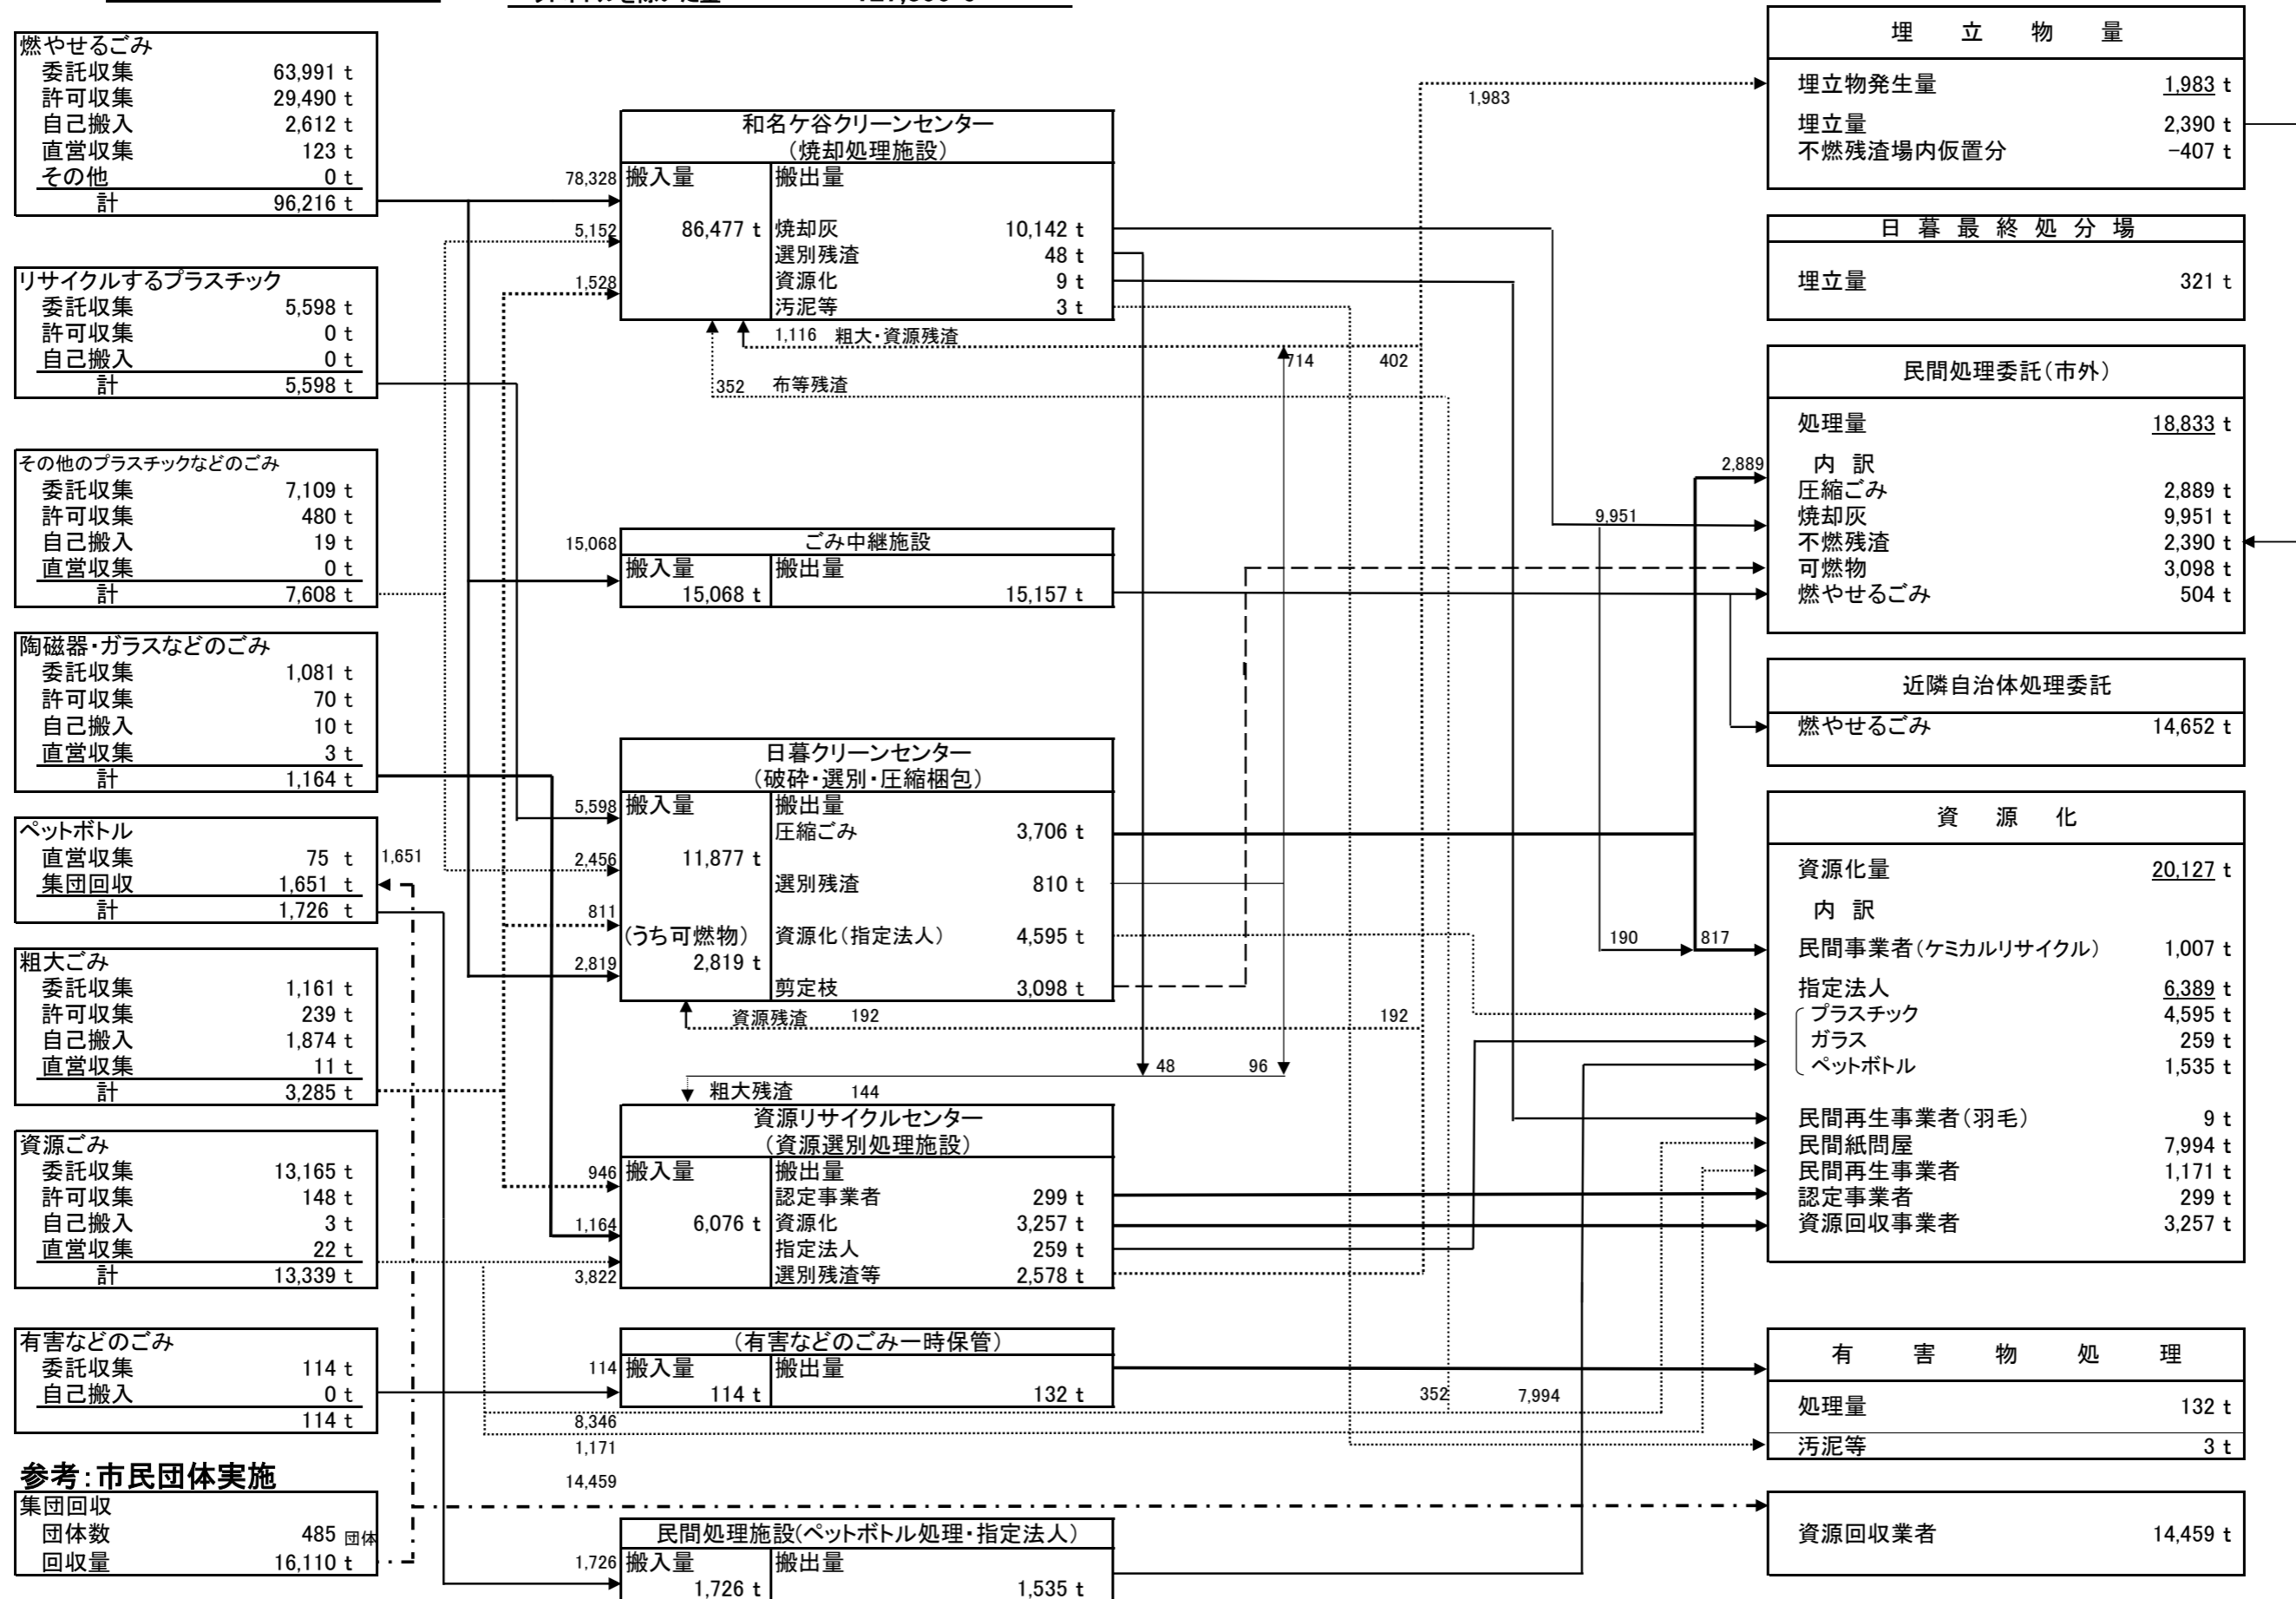 燃やせるごみ
委託収集 63,991 t
許可収集 29,490 t
自己搬入 2,612 t
直営収集 123 t
その他 0 t
計 96,216 t
リサイクルするプラスチック
委託収集 5,598 t
許可収集 0 t
自己搬入 0 t
計 5,598 t
その他のプラスチックなどのごみ
委託収集 7,109 t
許可収集 480 t
自己搬入 19 t
直営収集 0 t
計 7,608 t
陶磁器・ガラスなどのごみ
委託収集 1,081 t
許可収集 70 t
自己搬入 10 t
直営収集 3 t
計 1,164 t
ペットボトル
直営収集 75 t
集団回収 1,651 t
計 1,726 t
1,651
粗大ごみ
委託収集 1,161 t
許可収集 239 t
自己搬入 1,874 t
直営収集 11 t
計 3,285 t
資源ごみ
委託収集 13,165 t
許可収集 148 t
自己搬入 3 t
直営収集 22 t
計 13,339 t
有害などのごみ
委託収集 114 t
自己搬入 0 t
114 t
参考:市民団体実施
集団回収
団体数 485 団体
回収量 16,110 t
和名ケ谷クリーンセンター
(焼却処理施設)
78,328
5,152
1,528
搬入量 搬出量
86,477 t 焼却灰 10,142 t
選別残渣 48 t
資源化 9 t
汚泥等 3 t
1,116 粗大・資源残渣
714 402
352 布等残渣
15,068
ごみ中継施設
搬入量 搬出量
15,068 t 15,157 t
日暮クリーンセンター
(破砕・選別・圧縮梱包)
5,598
2,456
811
2,819
搬入量 搬出量
圧縮ごみ 3,706 t
11,877 t
選別残渣 810 t
(うち可燃物) 資源化(指定法人) 4,595 t
2,819 t
剪定枝 3,098 t
資源残渣 192 192
48 96
粗大残渣 144
資源リサイクルセンター
(資源選別処理施設)
946
1,164
3,822
搬入量 搬出量
認定事業者 299 t
6,076 t 資源化 3,257 t
指定法人 259 t
選別残渣等 2,578 t
(有害などのごみ一時保管)
114 搬入量 搬出量
114 t 132 t
352 7,994
8,346
1,171
14,459
民間処理施設(ペットボトル処理・指定法人)
1,726 搬入量 搬出量
1,726 t 1,535 t
1,983
埋立物量
埋立物発生量 1,983 t
埋立量 2,390 t
不燃残渣場内仮置分 -407 t
日暮最終処分場
埋立量 321 t
民間処理委託(市外)
処理量 18,833 t
2,889
内訳
圧縮ごみ 2,889 t
9,951
焼却灰 9,951 t
不燃残渣 2,390 t
可燃物 3,098 t
燃やせるごみ 504 t
近隣自治体処理委託
燃やせるごみ 14,652 t
資源化
資源化量 20,127 t
内訳
190 817
民間事業者(ケミカルリサイクル) 1,007 t
指定法人 6,389 t
プラスチック 4,595 t
ガラス 259 t
ペットボトル 1,535 t
民間再生事業者(羽毛) 9 t
民間紙問屋 7,994 t
民間再生事業者 1,171 t
認定事業者 299 t
資源回収事業者 3,257 t
有害物処理
処理量 132 t
汚泥等 3 t
資源回収業者 14,459 t